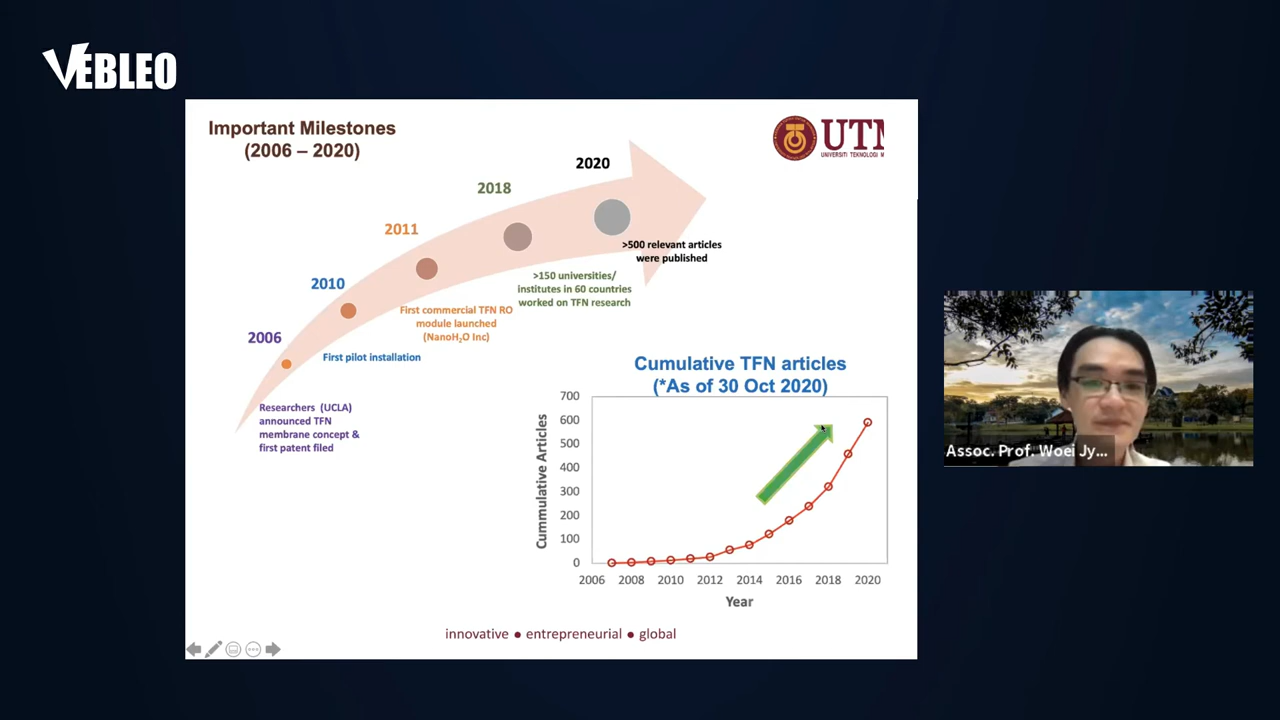 VEBLEO
Important Milestones
(2006 – 2020)
UTM
UNIVERSITI TEKNOLOGI M
2020
2018
2011
2010
2006
>500 relevant articles
were published
>150 universities/
institutes in 60 countries
worked on TFN research
First commercial TFN RO
module launched
(NanoH₂O Inc)
First pilot installation
Researchers (UCLA)
announced TFN
membrane concept &
first patent filed
Cumulative TFN articles
(*As of 30 Oct 2020)
Cummulative Articles
700
600
500
400
300
200
100
0
2006 2008 2010 2012 2014 2016 2018 2020
Year
innovative ● entrepreneurial ● global
Assoc. Prof. Woei Jy...